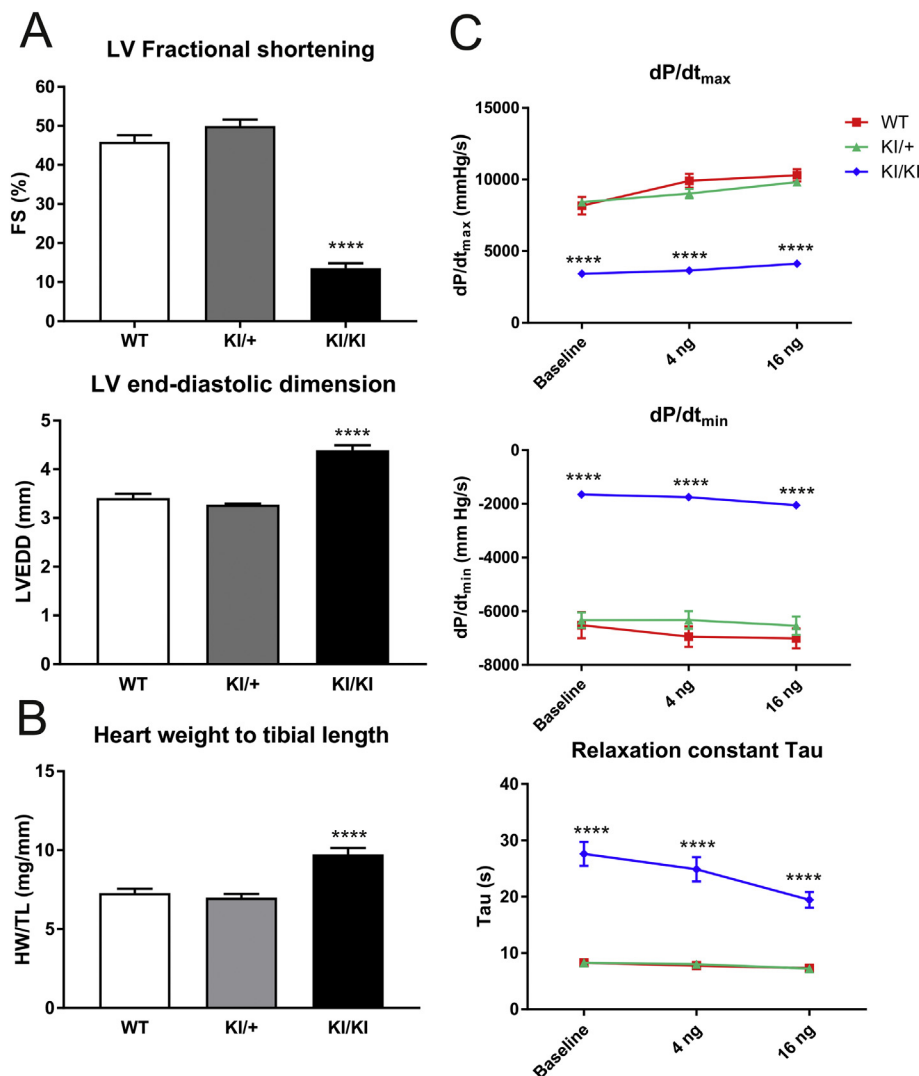 A
LV Fractional shortening
FS (%)
60
50
40
30
20
10
0
****
WT KI/+ KI/KI
LV end-diastolic dimension
LVEDD (mm)
5
4
3
2
1
0
****
WT KI/+ KI/KI
B
Heart weight to tibial length
HW/TL (mg/mm)
15
10
5
0
****
WT KI/+ KI/KI
C
dP/dtmax
dP/dtmax (mmHg/s)
15000
10000
5000
0
WT
KI/+
KI/KI
**** **** ****
Baseline 4 ng 16 ng
dP/dtmin
dP/dtmin (mm Hg/s)
0
-2000
-4000
-6000
-8000
**** **** ****
Baseline 4 ng 16 ng
Relaxation constant Tau
Tau (s)
40
30
20
10
0
**** **** ****
Baseline 4 ng 16 ng